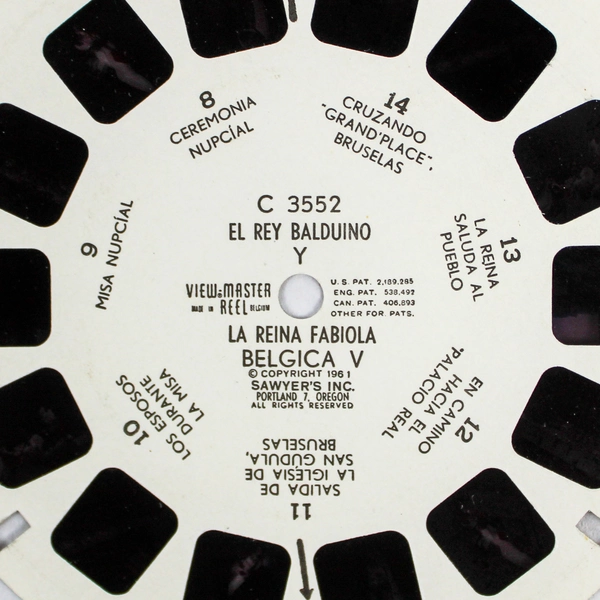 8
CEREMONIA
NUPCÍAL
14
CRUZANDO
"GRAND'PLACE",
BRUSELAS
C 3552
EL REY BALDUINO
Y
VIEW-MASTER
MADE IN REEL BELGIUM
U.S. PAT. 2,189,285
ENG. PAT. 538,492
CAN. PAT. 406,893
OTHER FOR. PATS.
LA REINA FABIOLA
BELGICA V
© COPYRIGHT 1961
SAWYER'S INC.
PORTLAND 7, OREGON
ALL RIGHTS RESERVED
9
MISA NUPCÍAL
13
LA REINA
SALUDA AL
PUEBLO
10
LOS ESPOSOS
DURANTE
LA MISA
12
EN CAMINO
HACIA EL
"PALACIO REAL
11
SALIDA DE
LA IGLESIA DE
SAN GÚDULA,
BRUSELAS